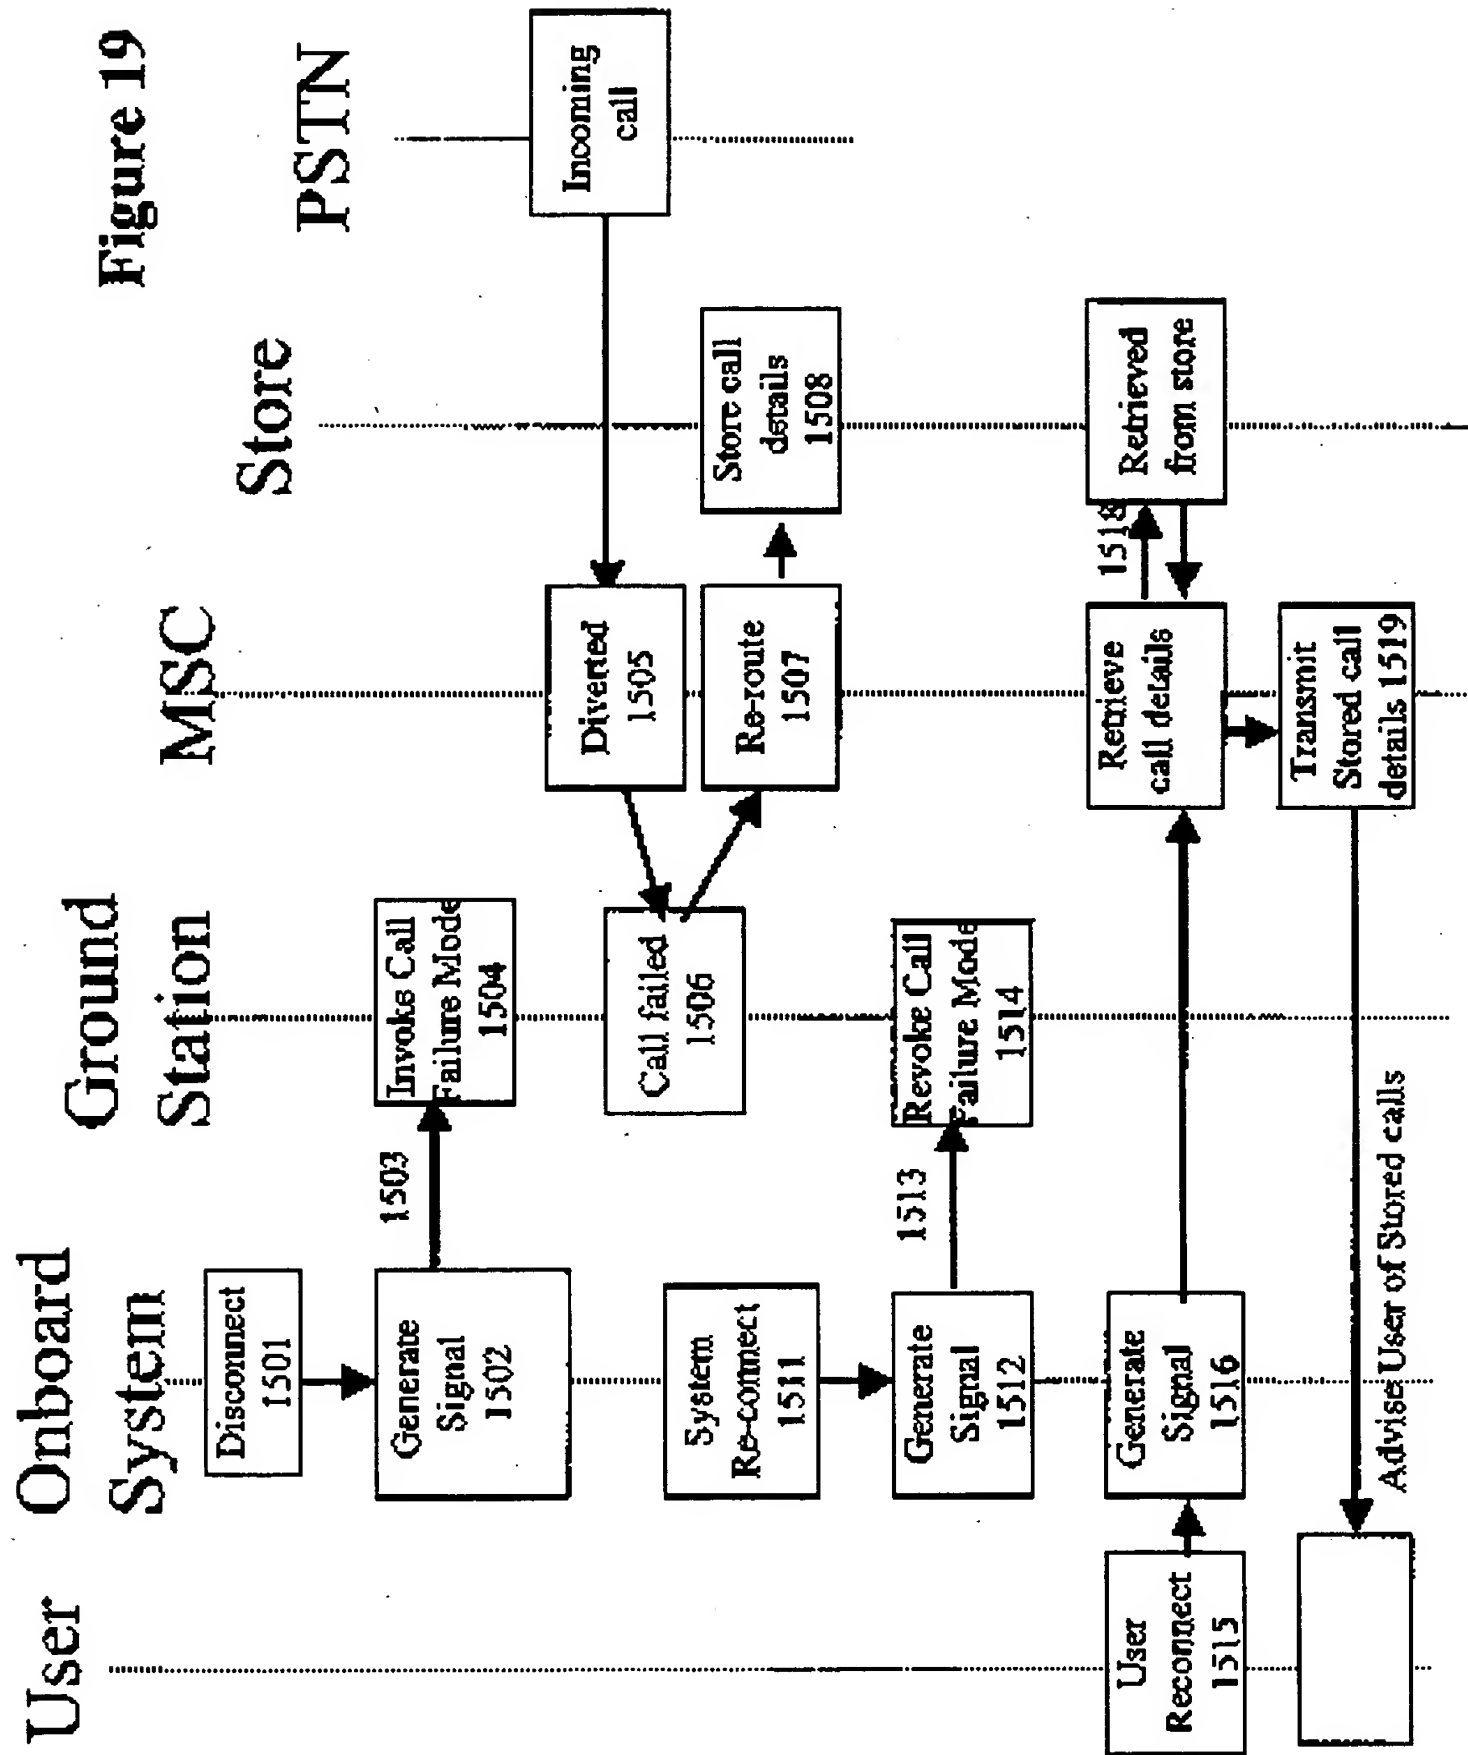 Figure 19
User
Onboard
System
Ground
Station
MSC
Store
PSTN
Disconnect
1501
Generate
Signal
1502
1503
Invoke Call
Failure Mode
1504
Incoming
call
Diverted
1505
Call failed
1506
Re-route
1507
Store call
details
1508
System
Re-connect
1511
Generate
Signal
1512
1513
Revoke Call
Failure Mode
1514
User
Reconnect
1515
Generate
Signal
1516
Retrieve
call details
1518
Retrieved
from store
Transmit
Stored call
details 1519
Advise User of Stored calls